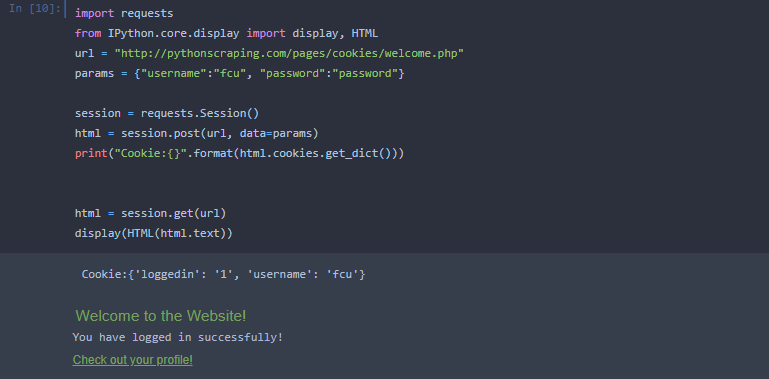 In [10]:
import requests
from IPython.core.display import display, HTML
url = "http://pythonscraping.com/pages/cookies/welcome.php"
params = {"username":"fcu", "password":"password"}
session = requests.Session()
html = session.post(url, data=params)
print("Cookie:{}".format(html.cookies.get_dict()))
html = session.get(url)
display(HTML(html.text))
Cookie:{'loggedin': '1', 'username': 'fcu'}
Welcome to the Website!
You have logged in successfully!
Check out your profile!